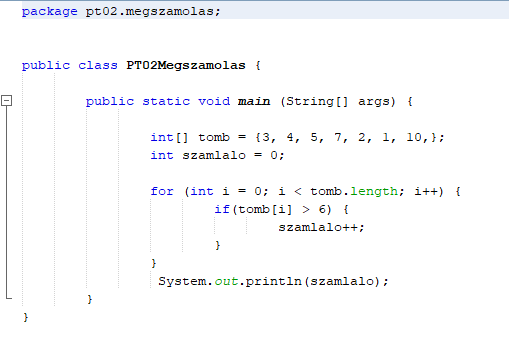 package pt02.megszamolas;
public class PT02Megszamolas {
public static void main (String[] args) {
int[] tomb = {3, 4, 5, 7, 2, 1, 10,};
int szamlalo = 0;
for (int i = 0; i < tomb.length; i++) {
if(tomb[i] > 6) {
szamlalo++;
}
}
System.out.println(szamlalo);
}
}